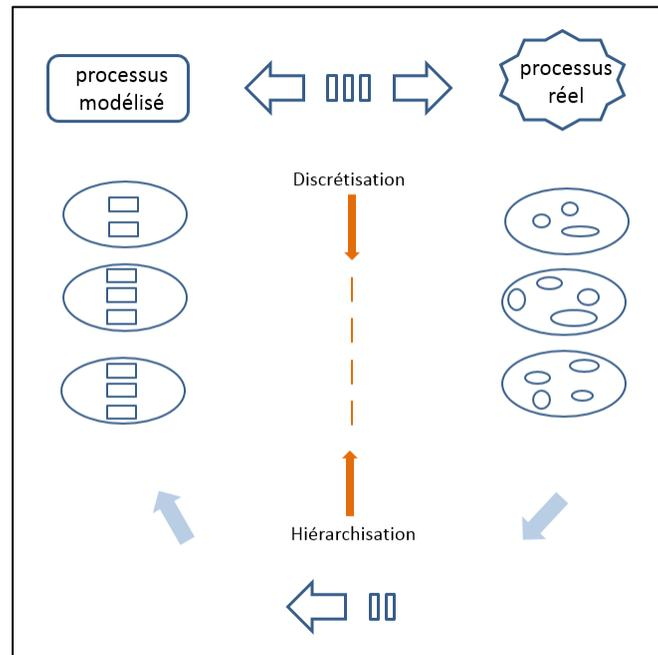 processus
modélisé
processus
réel
Discrétisation
Hiérarchisation